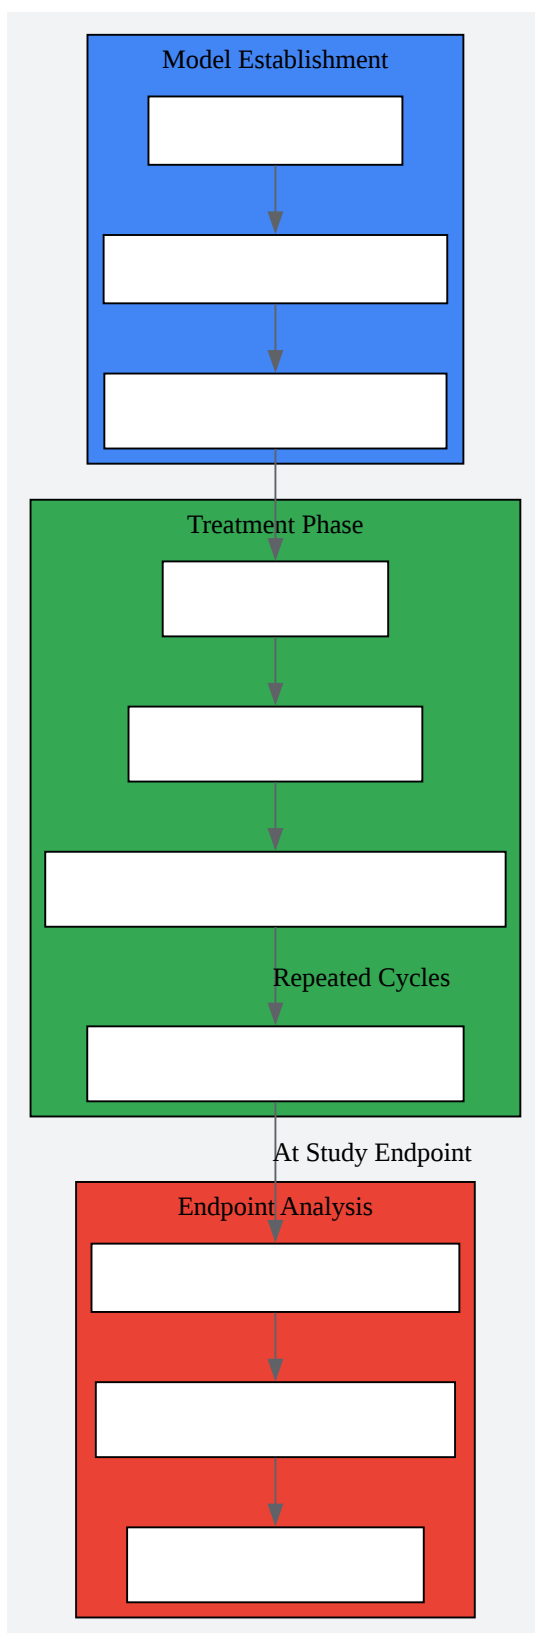 Model Establishment
Treatment Phase
Repeated Cycles
At Study Endpoint
Endpoint Analysis